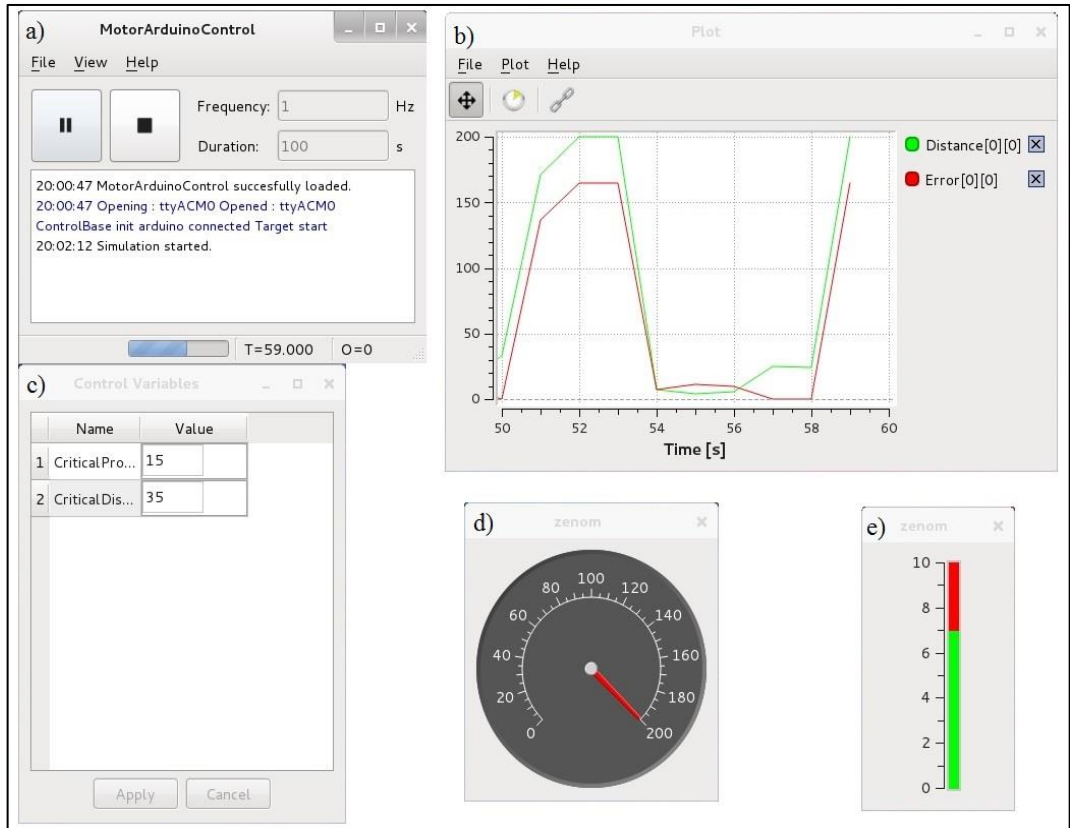 a) MotorArduinoControl
File View Help
Frequency: 1 Hz
Duration: 100 s
20:00:47 MotorArduinoControl succesfully loaded.
20:00:47 Opening : ttyACM0 Opened : ttyACM0
ControlBase init arduino connected Target start
20:02:12 Simulation started.
T=59.000 O=0
b) Plot
File Plot Help
200
150
100
50
0
50 52 54 56 58 60
Time [s]
Distance[0][0]
Error[0][0]
c) Control Variables
Name Value
1 CriticalPro... 15
2 CriticalDis... 35
Apply Cancel
d) zenom
0 20 40 60 80 100 120 140 160 180 200
e) zenom
10
8
6
4
2
0